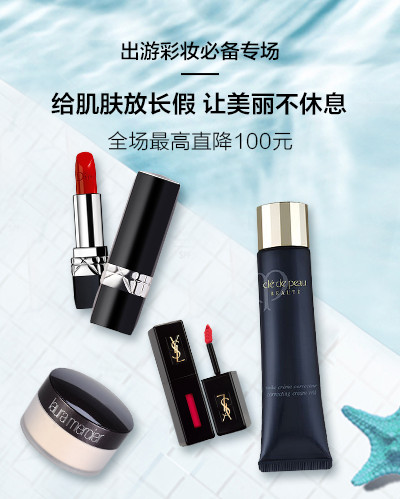 出游彩妆必备专场
给肌肤放长假 让美丽不休息
全场最高直降100元
clé de peau
BEAUTÉ
YSL
YSL
laura mercier